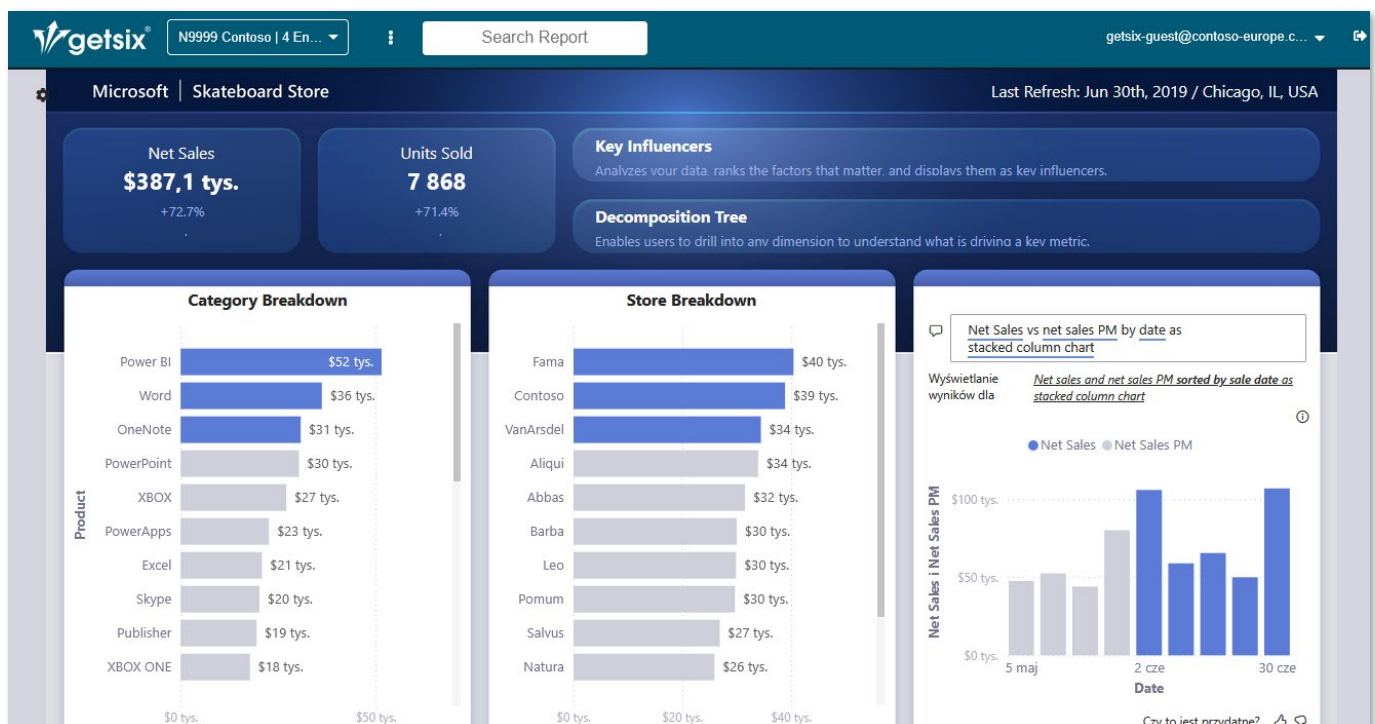 getsix®
N9999 Contoso | 4 En...
Search Report
getsix-guest@contoso-europe.c...
Microsoft | Skateboard Store
Last Refresh: Jun 30th, 2019 / Chicago, IL, USA
Net Sales
$387,1 tys.
+72.7%
Units Sold
7 868
+71.4%
Key Influencers
Analyzes your data, ranks the factors that matter, and displays them as key influencers.
Decomposition Tree
Enables users to drill into any dimension to understand what is driving a key metric.
Category Breakdown
Product
Power BI $52 tys.
Word $36 tys.
OneNote $31 tys.
PowerPoint $30 tys.
XBOX $27 tys.
PowerApps $23 tys.
Excel $21 tys.
Skype $20 tys.
Publisher $19 tys.
XBOX ONE $18 tys.
$0 tys. $50 tys.
Store Breakdown
Fama $40 tys.
Contoso $39 tys.
VanArsdel $34 tys.
Aliqui $34 tys.
Abbas $32 tys.
Barba $30 tys.
Leo $30 tys.
Pomum $30 tys.
Salvus $27 tys.
Natura $26 tys.
$0 tys. $20 tys. $40 tys.
Net Sales vs net sales PM by date as
stacked column chart
Wyświetlanie
wyników dla
Net sales and net sales PM sorted by sale date as
stacked column chart
Net Sales Net Sales PM
Net Sales i Net Sales PM
$100 tys.
$50 tys.
$0 tys.
5 maj 2 cze 30 cze
Date
Czy to jest przydatne?